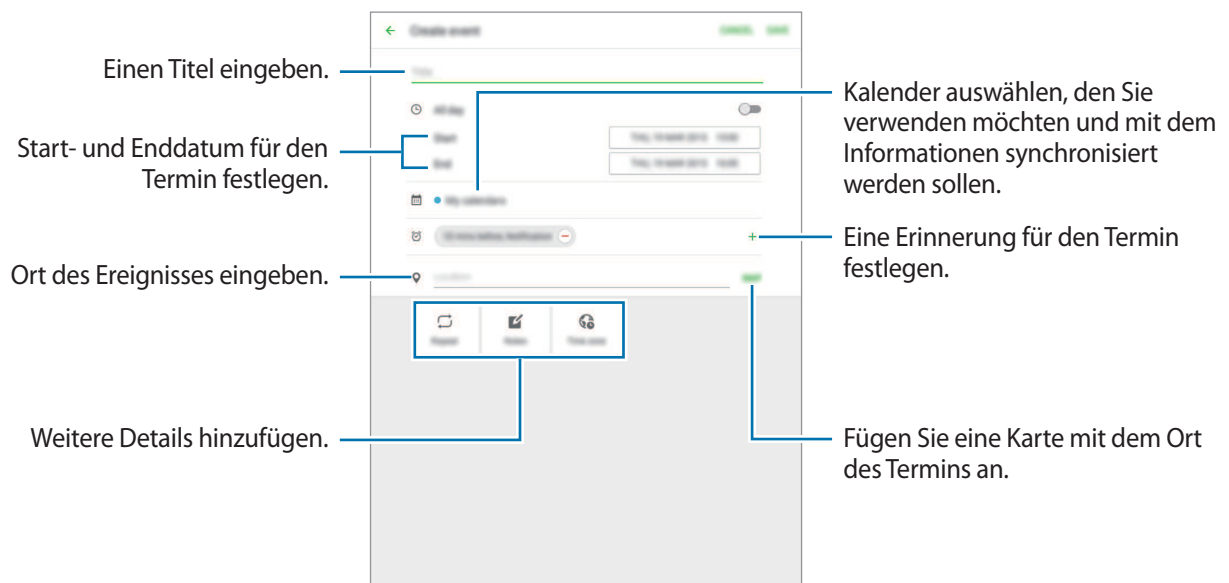 Create event
CANCEL SAVE
Einen Titel eingeben.
Title
All day
Start- und Enddatum für den
Termin festlegen.
Start
End
Kalender auswählen, den Sie
verwenden möchten und mit dem
Informationen synchronisiert
werden sollen.
My calendars
Eine Erinnerung für den Termin
festlegen.
Ort des Ereignisses eingeben.
Location
Repeat
Notes
Time zone
Weitere Details hinzufügen.
Fügen Sie eine Karte mit dem Ort
des Termins an.